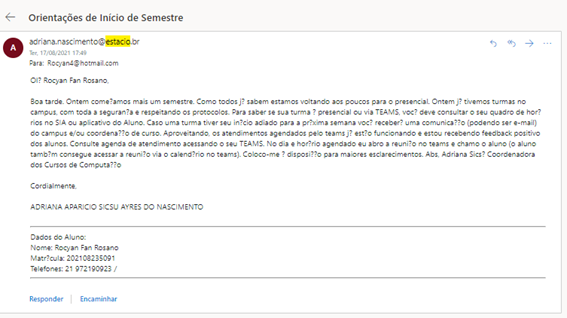 Orientações de Início de Semestre
A
adriana.nascimento@estacio.br
Ter, 17/08/2021 17:49
Para: Rocyan4@hotmail.com
Ol? Rocyan Fan Rosano,
Boa tarde. Ontem come?amos mais um semestre. Como todos j? sabem estamos voltando aos poucos para o presencial. Ontem j? tivemos turmas no
campus, com toda a seguran?a e respeitando os protocolos. Para saber se sua turma ? presencial ou via TEAMS, voc? deve consultar o seu quadro de hor?
rios no SIA ou aplicativo do Aluno. Caso uma turma tiver seu in?cio adiado para a pr?xima semana voc? receber? uma comunica??o (podendo ser e-mail)
do campus e/ou coordena??o de curso. Aproveitando, os atendimentos agendados pelo teams j? est?o funcionando e estou recebendo feedback positivo
dos alunos. Consulte agenda de atendimento acessando o seu TEAMS. No dia e hor?rio agendado eu abro a reuni?o no teams e chamo o aluno (o aluno
tamb?m consegue acessar a reuni?o via o calend?rio no teams). Coloco-me ? disposi??o para maiores esclarecimentos. Abs, Adriana Sics? Coordenadora
dos Cursos de Computa??o
Cordialmente,
ADRIANA APARICIO SICSU AYRES DO NASCIMENTO
Dados do Aluno:
Nome: Rocyan Fan Rosano
Matr?cula: 202108235091
Telefones: 21 972190923 /
Responder | Encaminhar